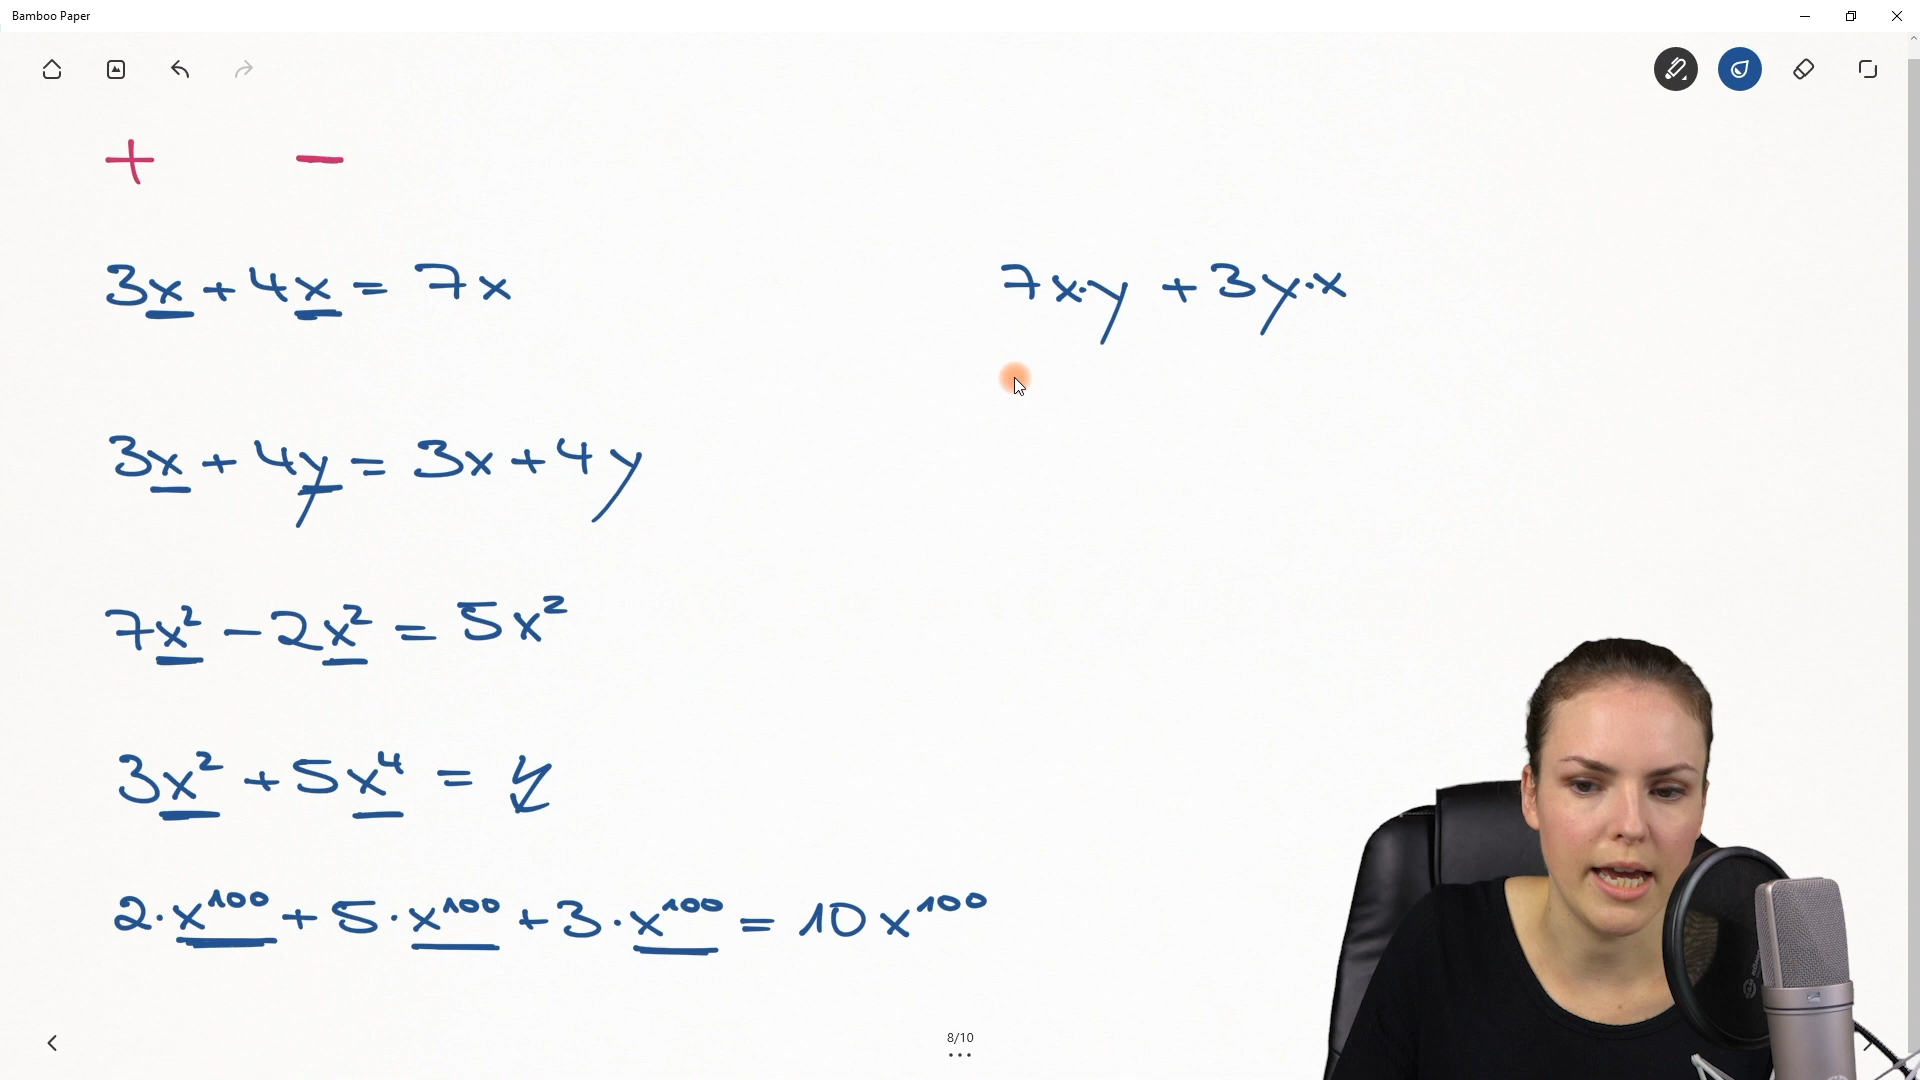 Bamboo Paper
+ −
3x + 4x = 7x
3x + 4y = 3x + 4y
7x² − 2x² = 5x²
3x² + 5x⁴ = ↯
2·x¹⁰⁰ + 5·x¹⁰⁰ + 3·x¹⁰⁰ = 10x¹⁰⁰
7x·y + 3y·x
8/10